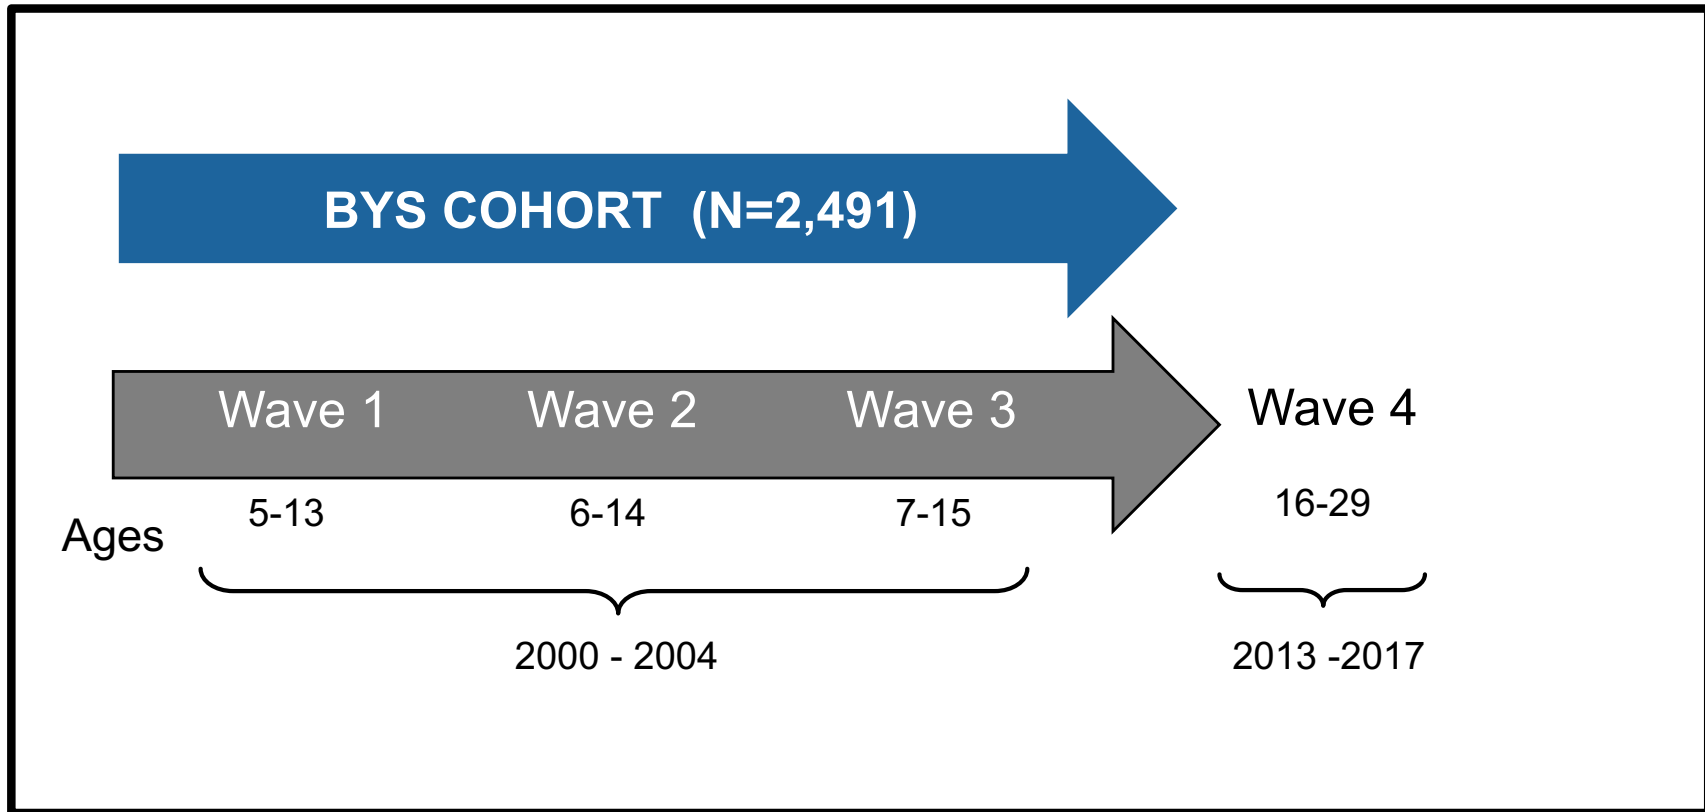 BYS COHORT (N=2,491)
Wave 1 Wave 2 Wave 3 Wave 4
Ages 5-13 6-14 7-15 16-29
2000 - 2004 2013 -2017